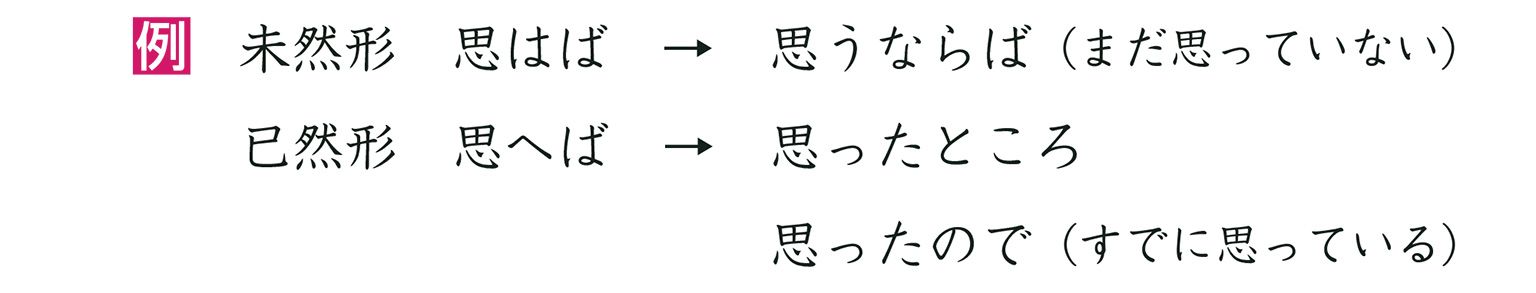 例 未然形 思はば → 思うならば（まだ思っていない）
已然形 思へば → 思ったところ
思ったので（すでに思っている）